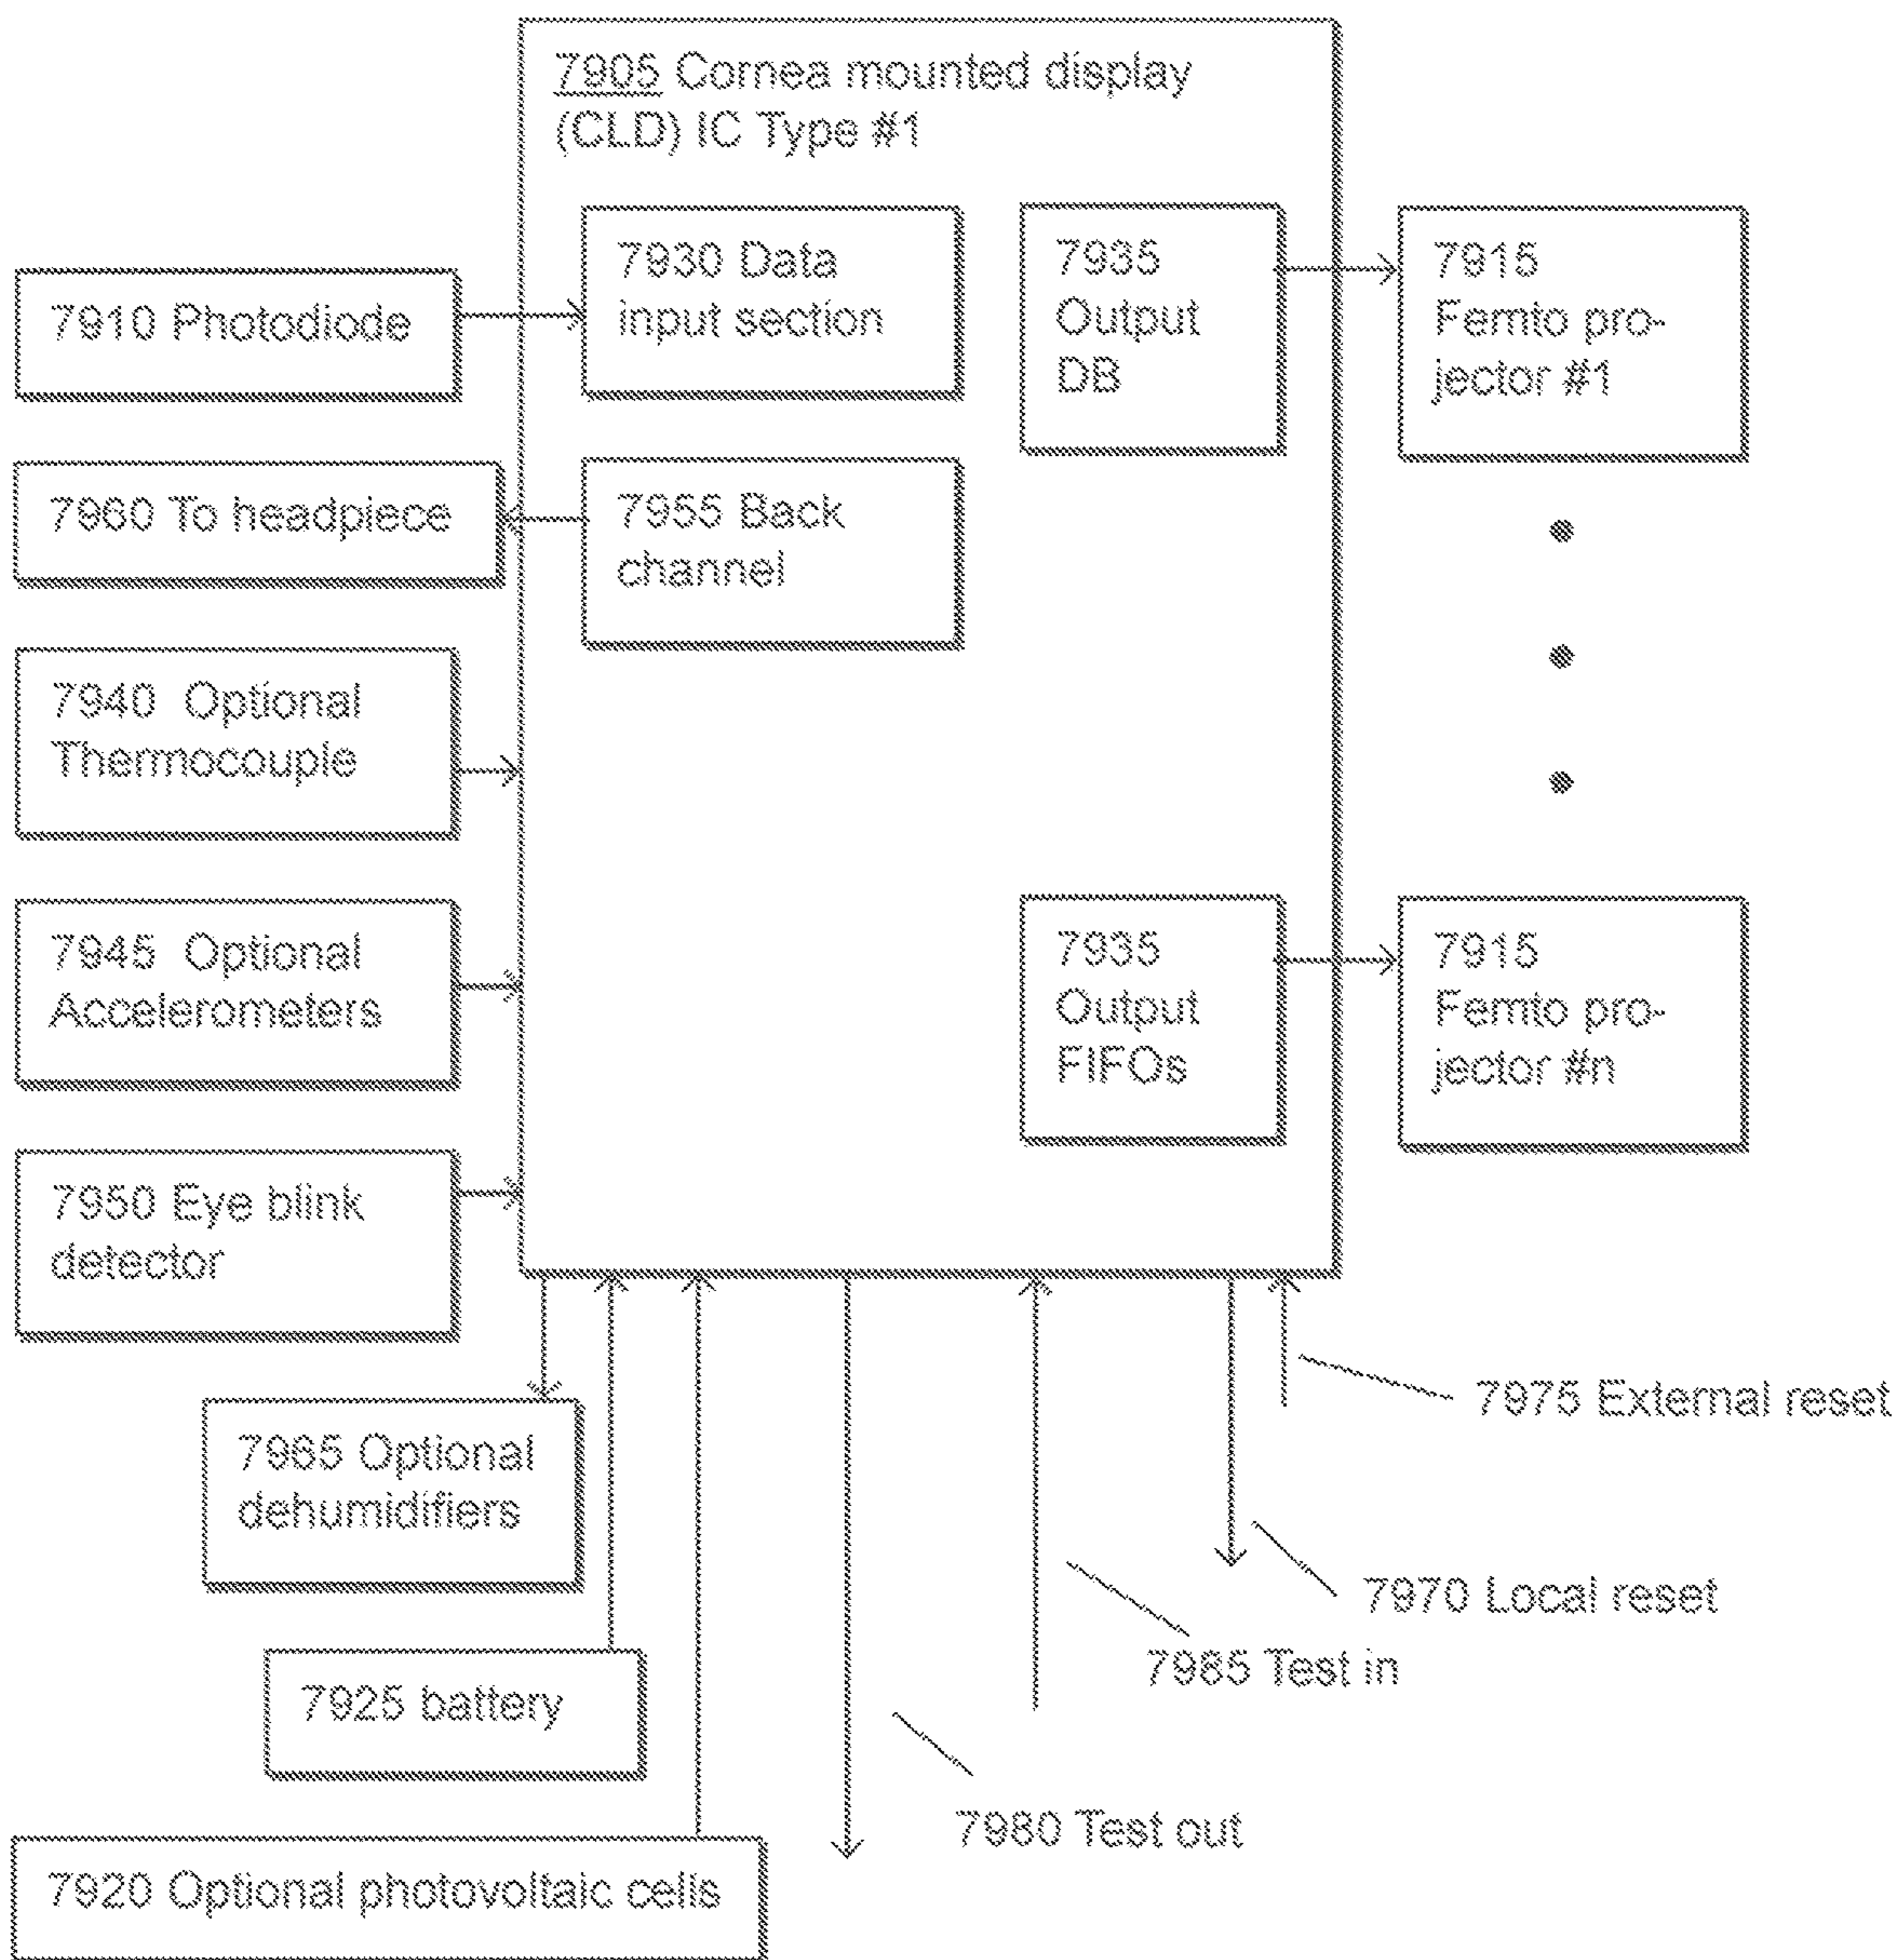 7905 Cornea mounted display
(CLD) IC Type #1
7910 Photodiode
7930 Data
input section
7935
Output
DB
7915
Femto pro-
jector #1
7960 To headpiece
7955 Back
channel
7940 Optional
Thermocouple
7945 Optional
Accelerometers
7935
Output
FIFOs
7915
Femto pro-
jector #n
7950 Eye blink
detector
7975 External reset
7965 Optional
dehumidifiers
7970 Local reset
7985 Test in
7925 battery
7980 Test out
7920 Optional photovoltaic cells